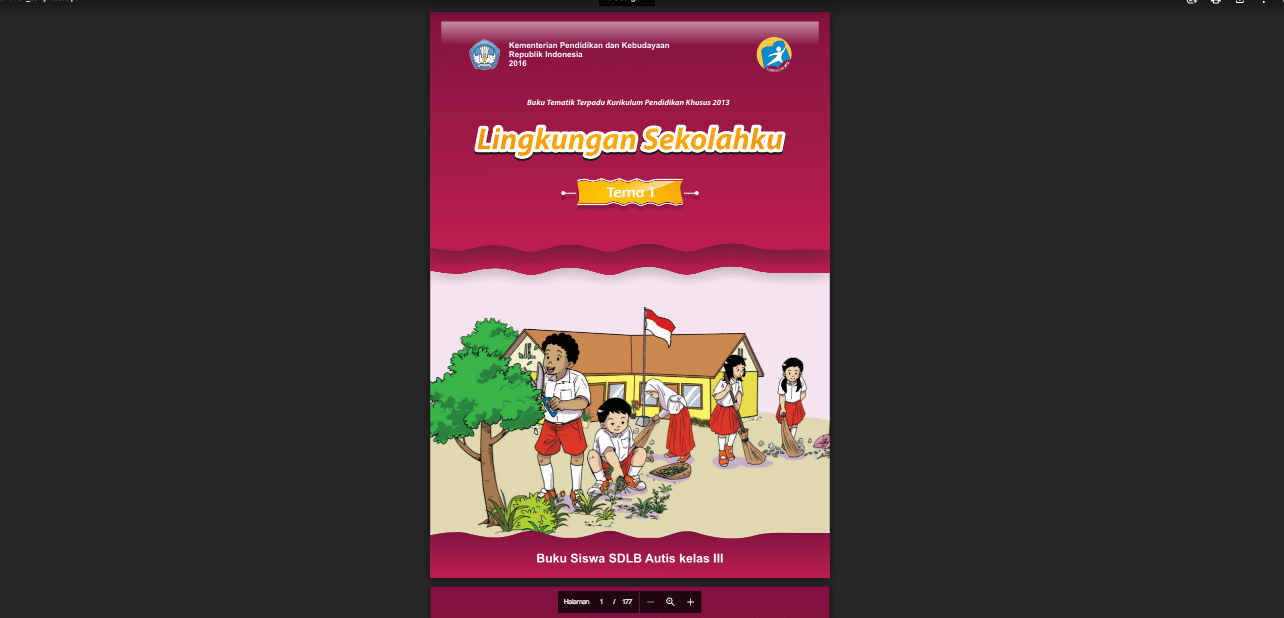 Kementerian Pendidikan dan Kebudayaan
Republik Indonesia
2016
Buku Tematik Terpadu Kurikulum Pendidikan Khusus 2013
Lingkungan Sekolahku
Tema 1
Buku Siswa SDLB Autis kelas III
Halaman 1 / 177